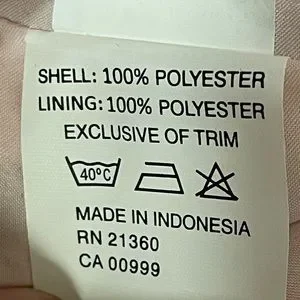 SHELL: 100% POLYESTER
LINING: 100% POLYESTER
EXCLUSIVE OF TRIM
40°C
MADE IN INDONESIA
RN 21360
CA 00999